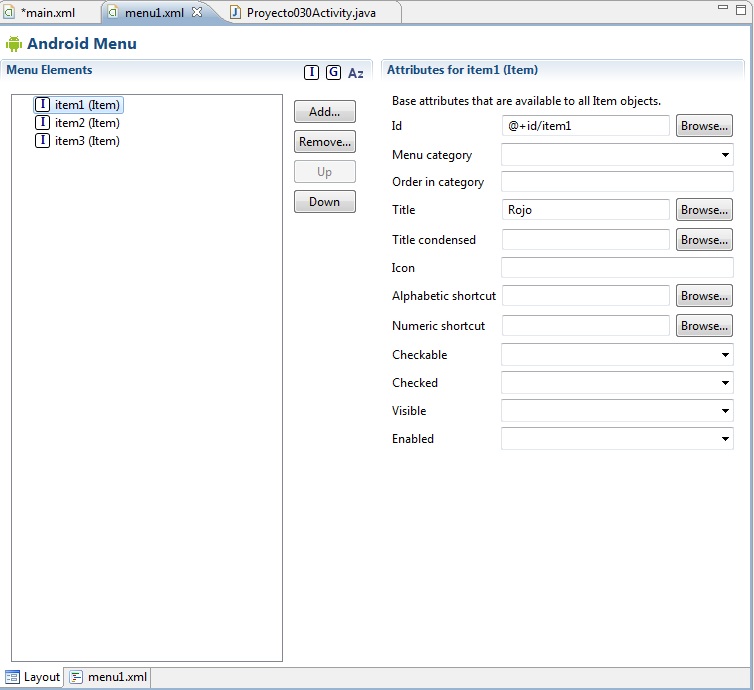 *main.xml menu1.xml Proyecto030Activity.java
Android Menu
Menu Elements
I G Az
I item1 (Item)
I item2 (Item)
I item3 (Item)
Add...
Remove...
Up
Down
Attributes for item1 (Item)
Base attributes that are available to all Item objects.
Id @+id/item1 Browse...
Menu category
Order in category
Title Rojo Browse...
Title condensed Browse...
Icon
Alphabetic shortcut Browse...
Numeric shortcut Browse...
Checkable
Checked
Visible
Enabled
Layout menu1.xml